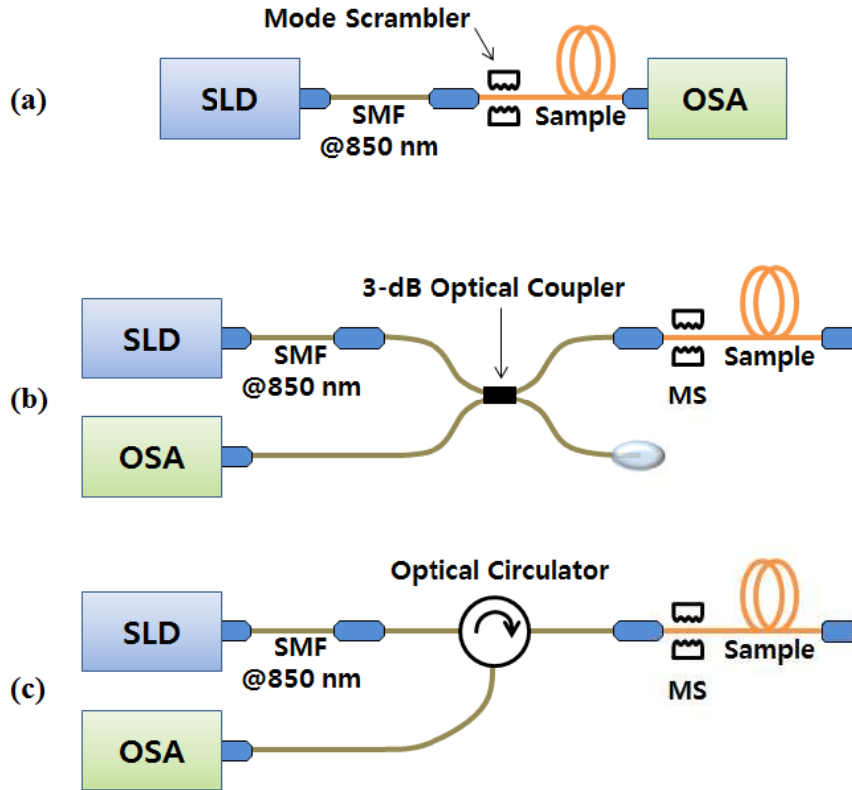 Mode Scrambler
(a)
SLD
SMF
@850 nm
Sample
OSA
3-dB Optical Coupler
(b)
SLD
SMF
@850 nm
Sample
MS
OSA
Optical Circulator
(c)
SLD
SMF
@850 nm
Sample
MS
OSA